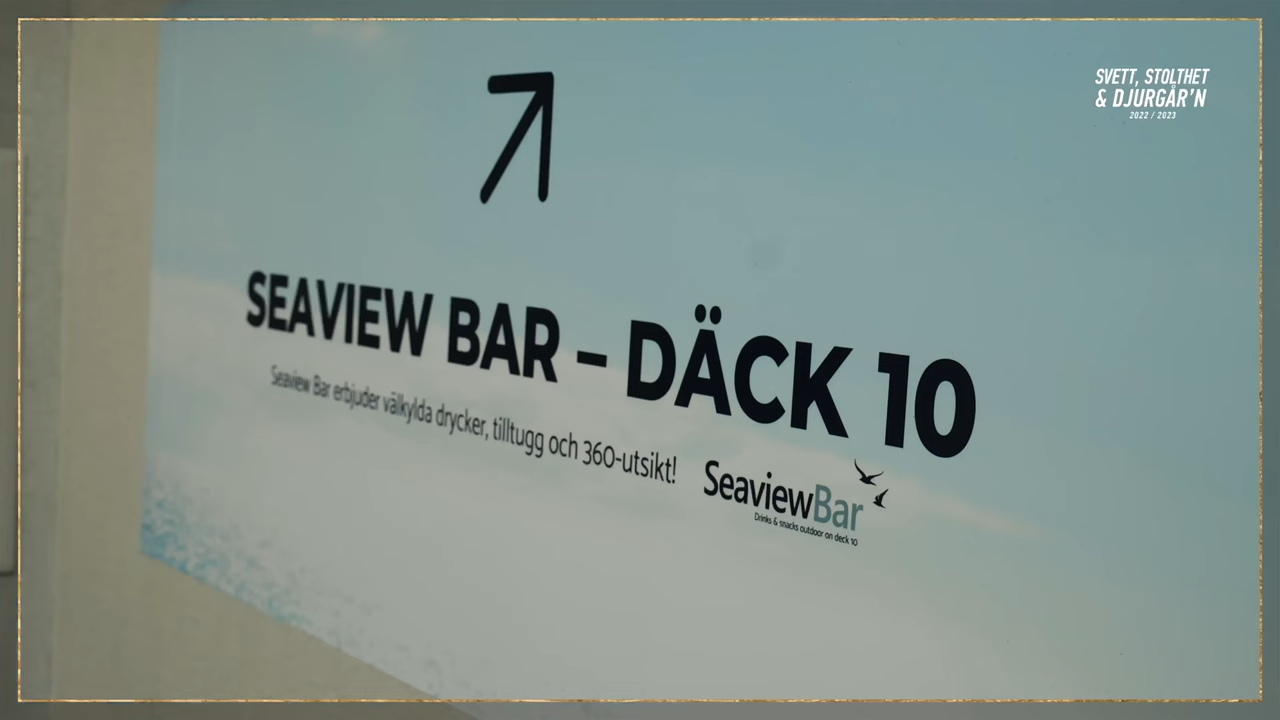 SVETT, STOLTHET
& DJURGÅR'N
2022 / 2023
SEAVIEW BAR – DÄCK 10
Seaview Bar erbjuder välkylda drycker, tilltugg och 360-utsikt!
SeaviewBar
Drinks & snacks outdoor on deck 10